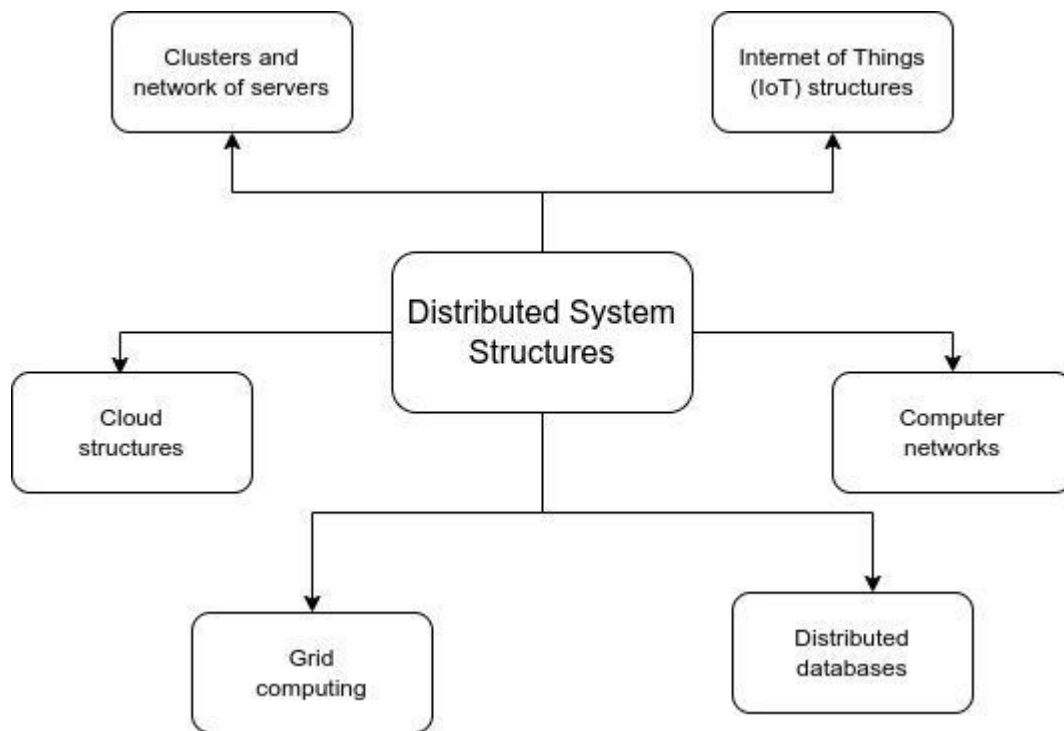 Clusters and
network of servers
Internet of Things
(IoT) structures
Distributed System
Structures
Cloud
structures
Computer
networks
Grid
computing
Distributed
databases